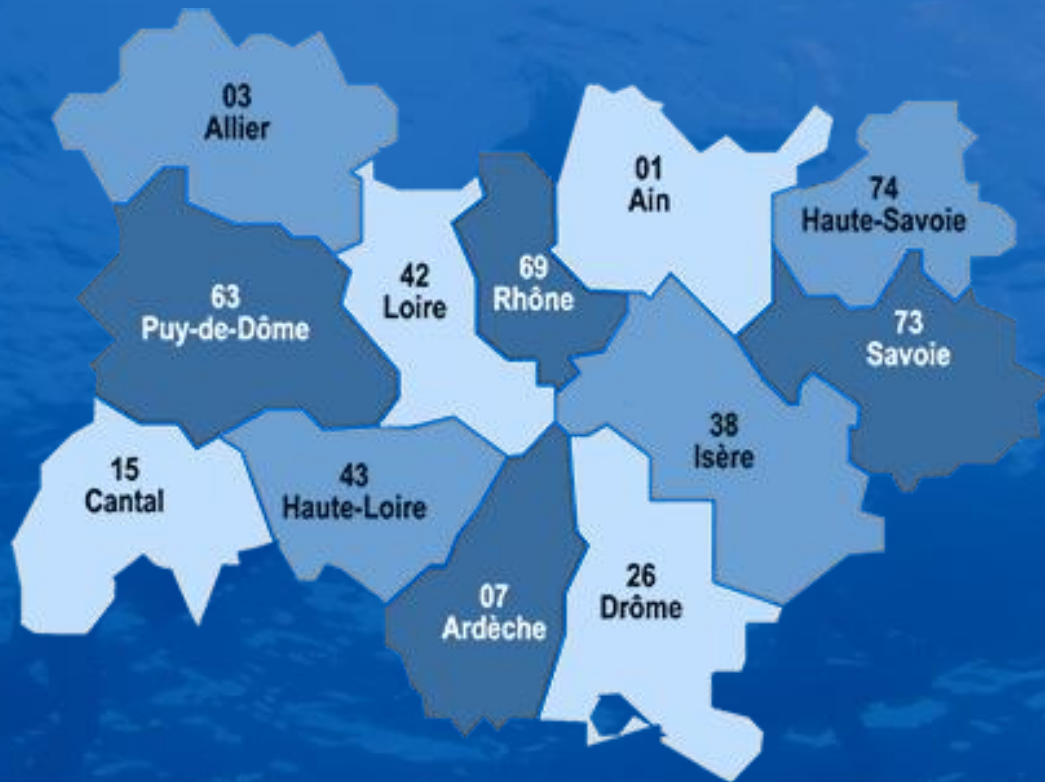 03
Allier
01
Ain
74
Haute-Savoie
42
Loire
69
Rhône
63
Puy-de-Dôme
73
Savoie
38
Isère
15
Cantal
43
Haute-Loire
26
Drôme
07
Ardèche